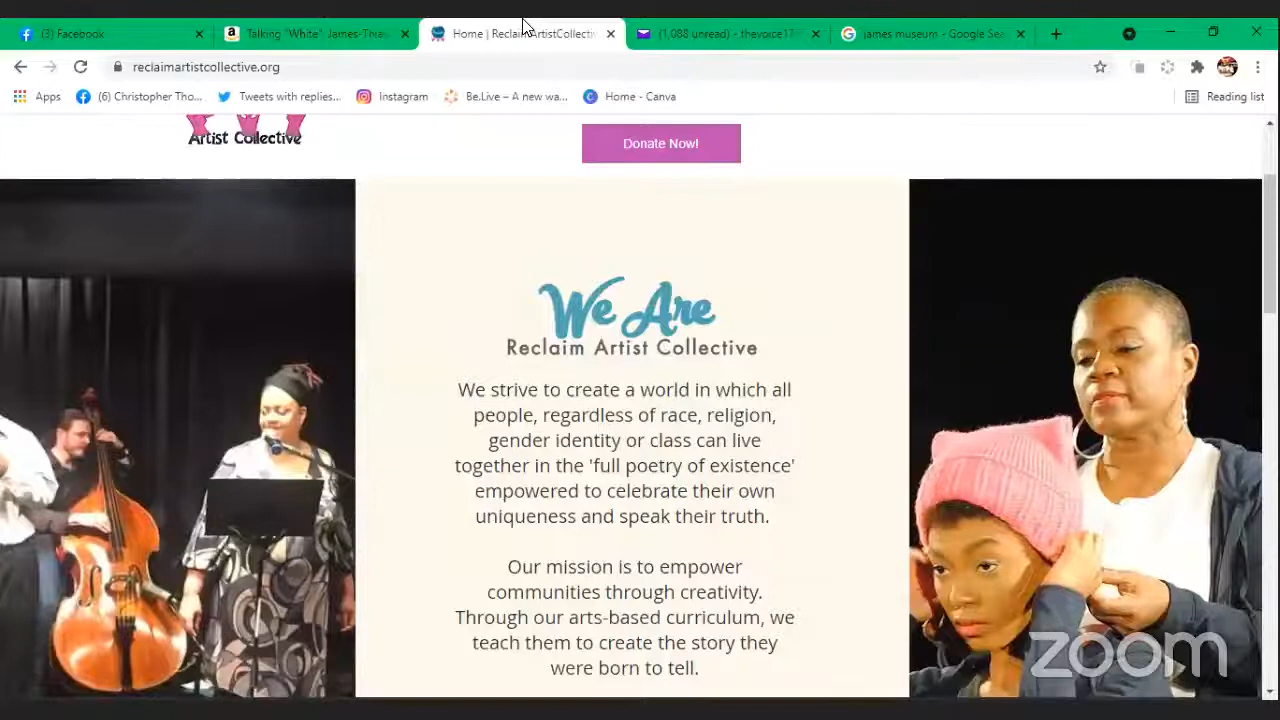 (3) Facebook
Talking "White": James-Thia
Home | ReclaimArtistCollectiv
(1,088 unread) - thevoice17
james museum - Google Sea
reclaimartistcollective.org
Apps
(6) Christopher Tho...
Tweets with replies...
Instagram
Be.Live – A new wa...
Home - Canva
Reading list
Artist Collective
Donate Now!
We Are
Reclaim Artist Collective
We strive to create a world in which all
people, regardless of race, religion,
gender identity or class can live
together in the 'full poetry of existence'
empowered to celebrate their own
uniqueness and speak their truth.
Our mission is to empower
communities through creativity.
Through our arts-based curriculum, we
teach them to create the story they
were born to tell.
zoom